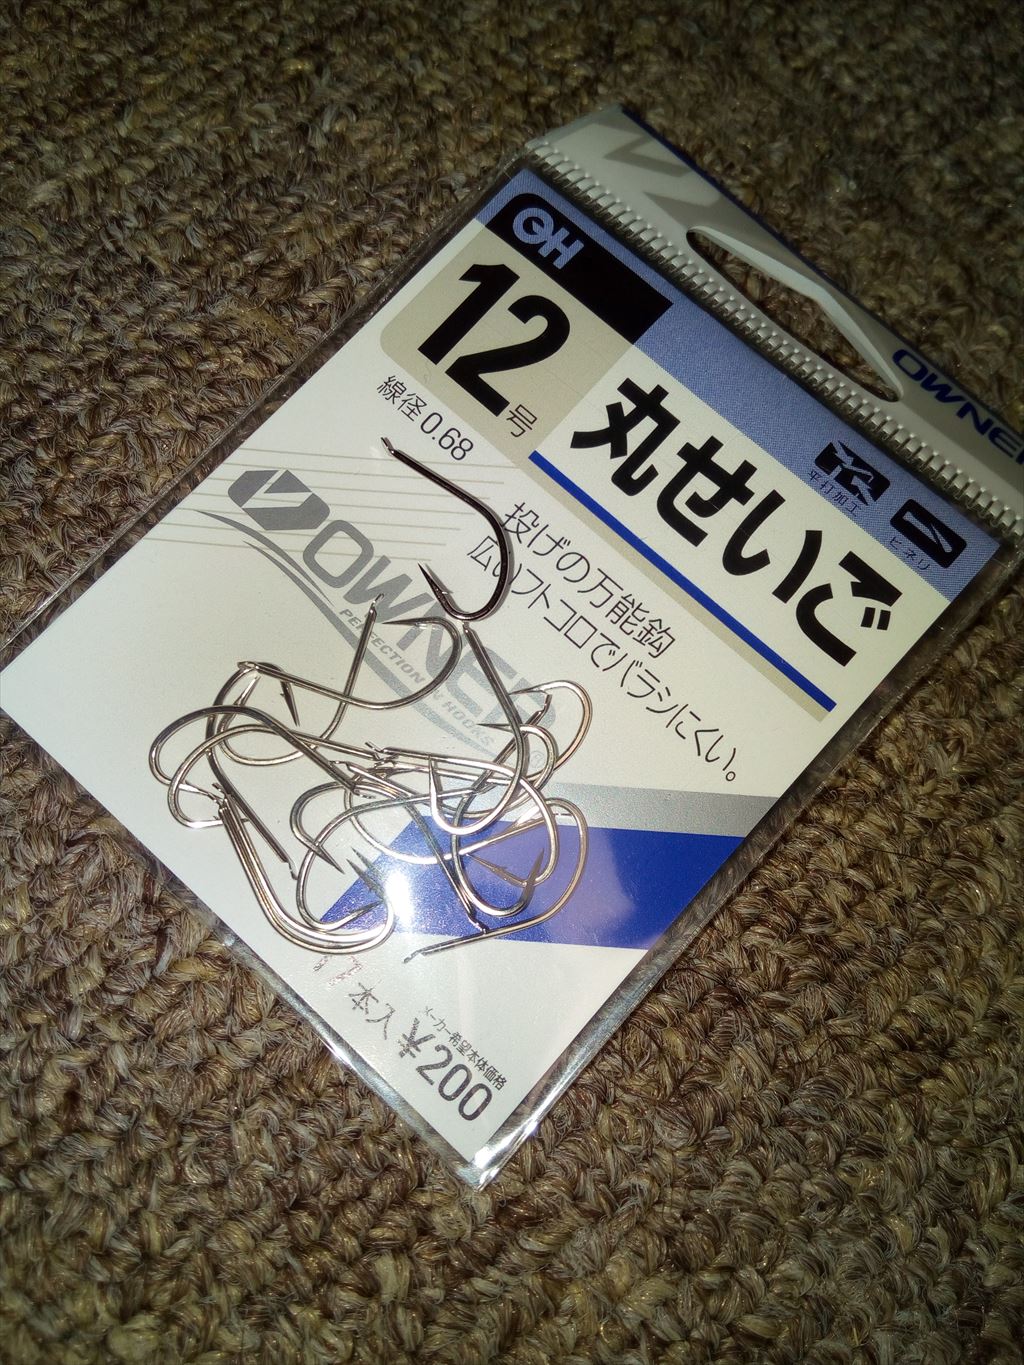 OWNER
OH
12号
線径0.68
丸せいご
平打加工
ヒネリ
投げの万能鈎
広いフトコロでバラシにくい。
OWNER
PERFECTION IN HOOKS
®
17本入
メーカー希望本体価格
¥200